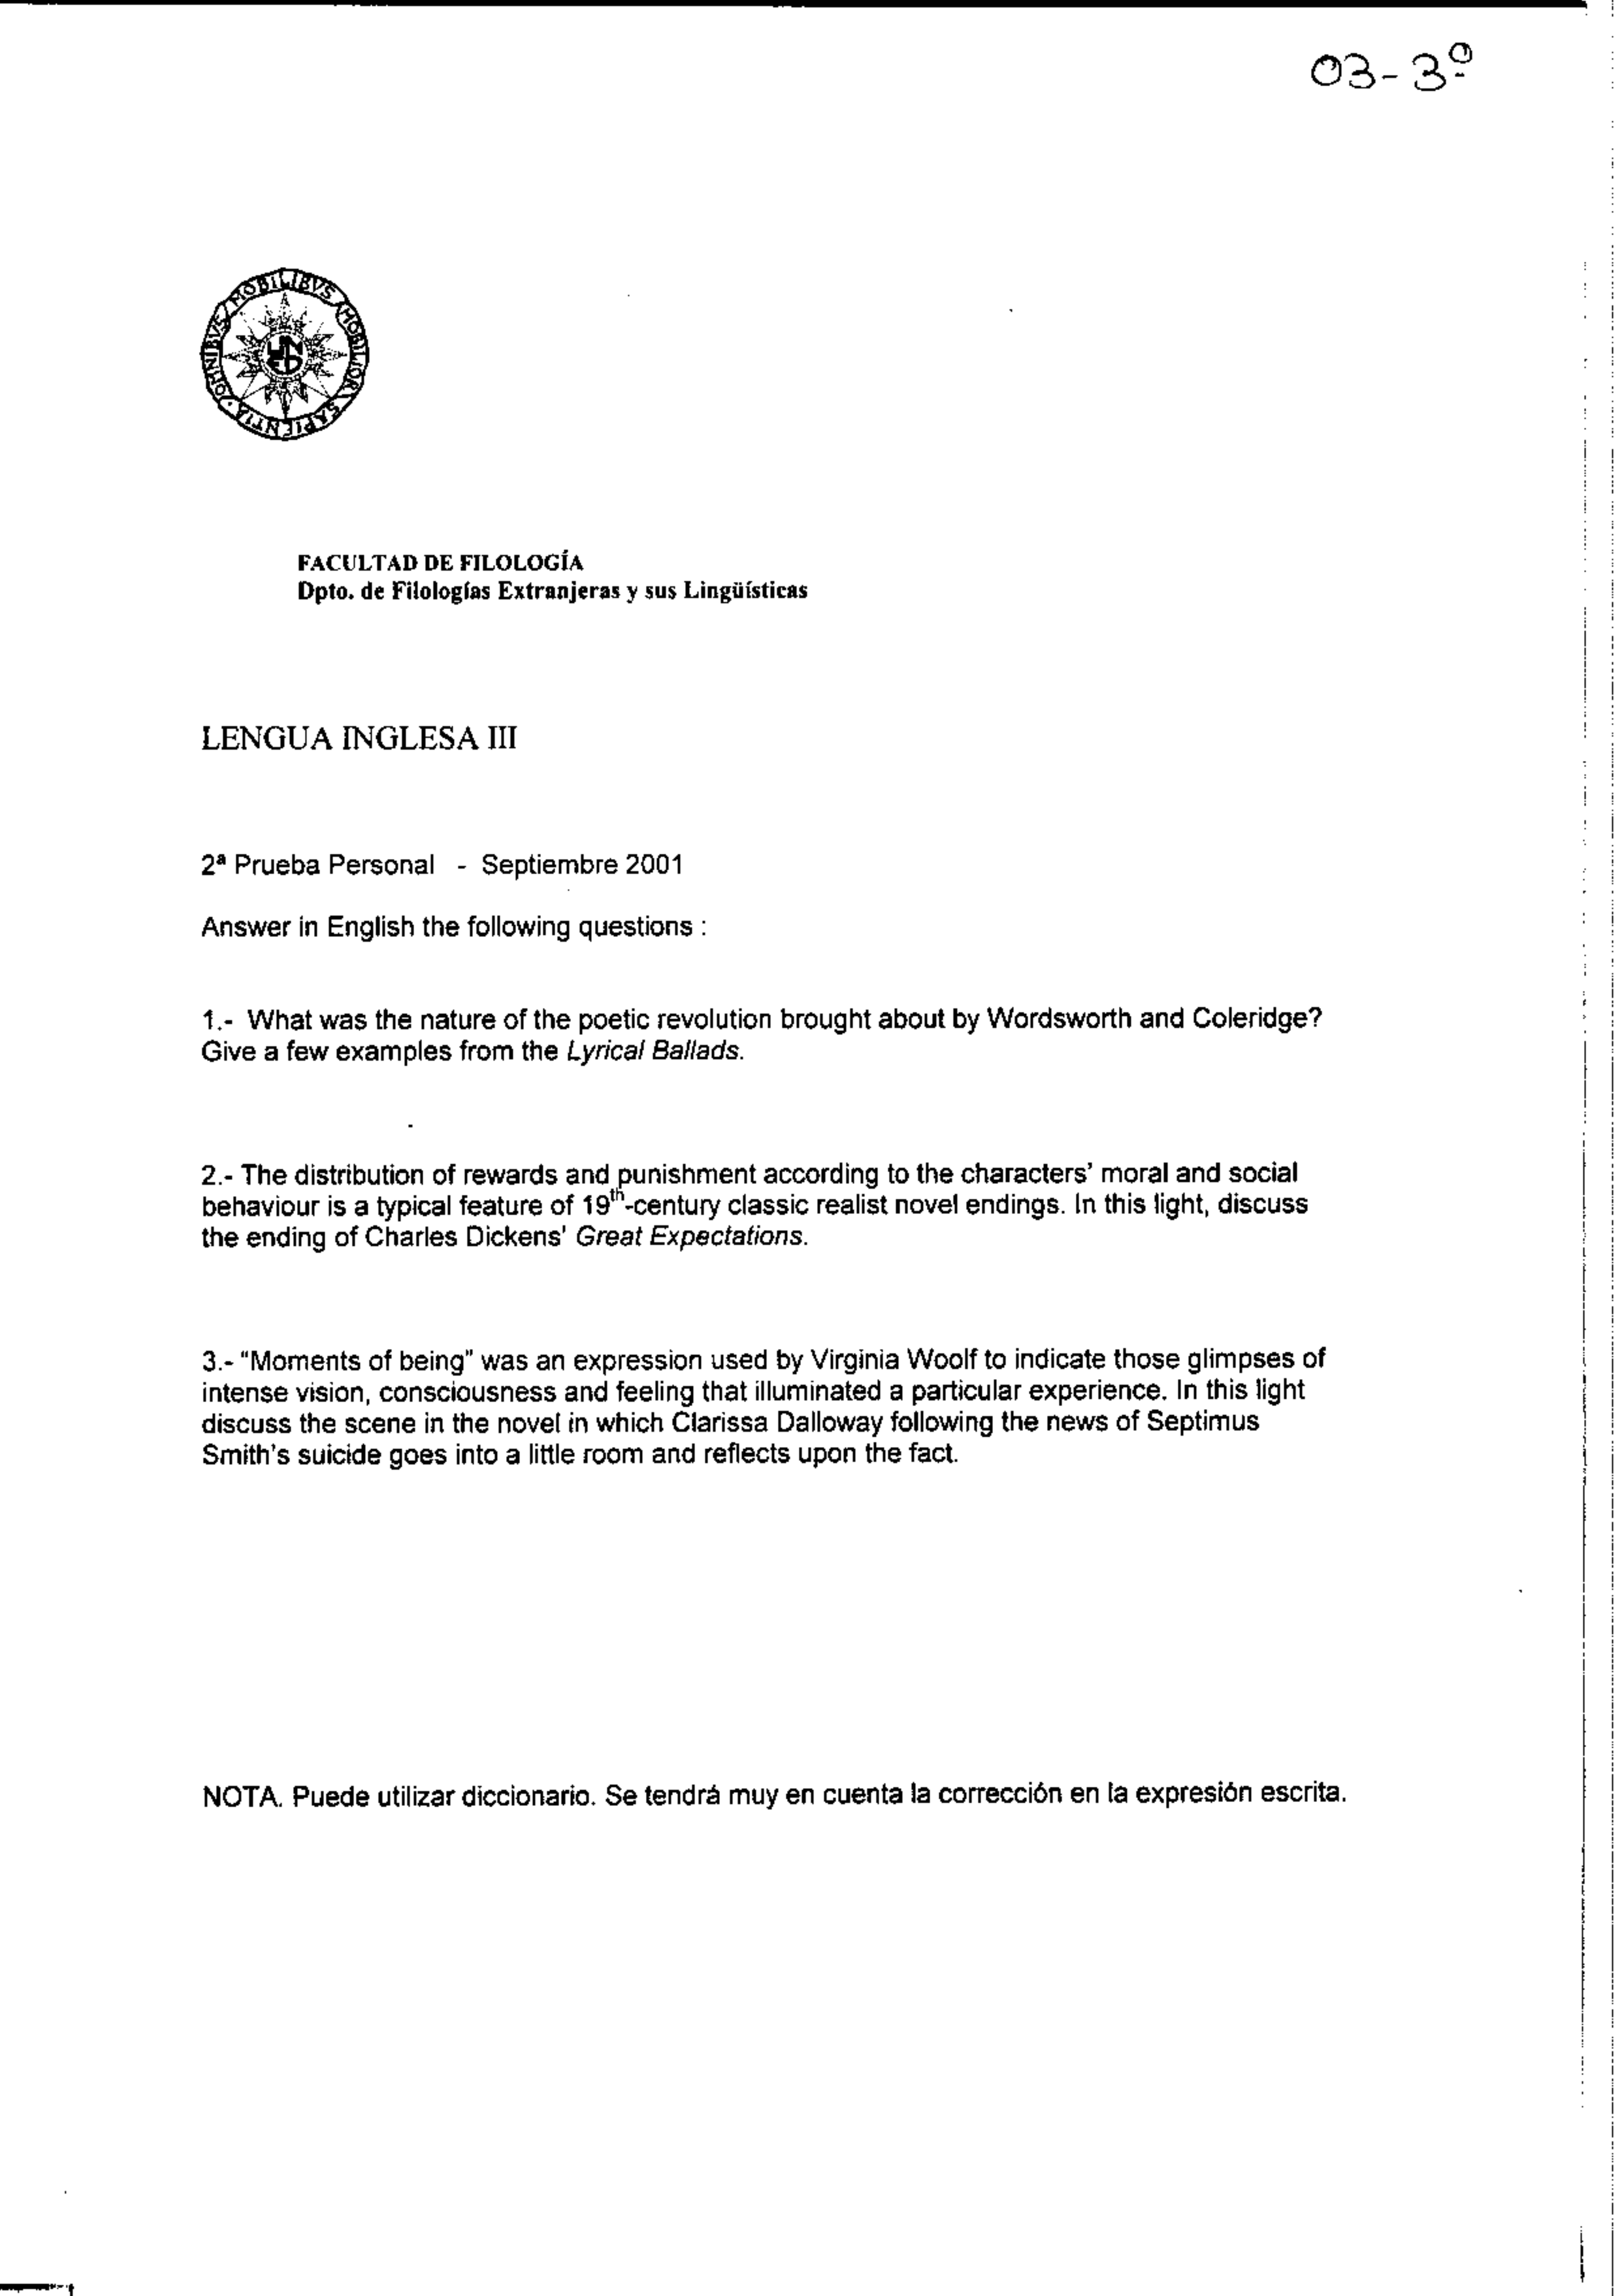 03-3º
OMNIBVS MOBILIBVS MOBILIOR SAPIENTIA
UNED
FACULTAD DE FILOLOGÍA
Dpto. de Filologías Extranjeras y sus Lingüísticas
LENGUA INGLESA III
2ª Prueba Personal - Septiembre 2001
Answer in English the following questions :
1.- What was the nature of the poetic revolution brought about by Wordsworth and Coleridge?
Give a few examples from the Lyrical Ballads.
2.- The distribution of rewards and punishment according to the characters' moral and social
behaviour is a typical feature of 19th-century classic realist novel endings. In this light, discuss
the ending of Charles Dickens' Great Expectations.
3.- "Moments of being" was an expression used by Virginia Woolf to indicate those glimpses of
intense vision, consciousness and feeling that illuminated a particular experience. In this light
discuss the scene in the novel in which Clarissa Dalloway following the news of Septimus
Smith's suicide goes into a little room and reflects upon the fact.
NOTA. Puede utilizar diccionario. Se tendrá muy en cuenta la corrección en la expresión escrita.